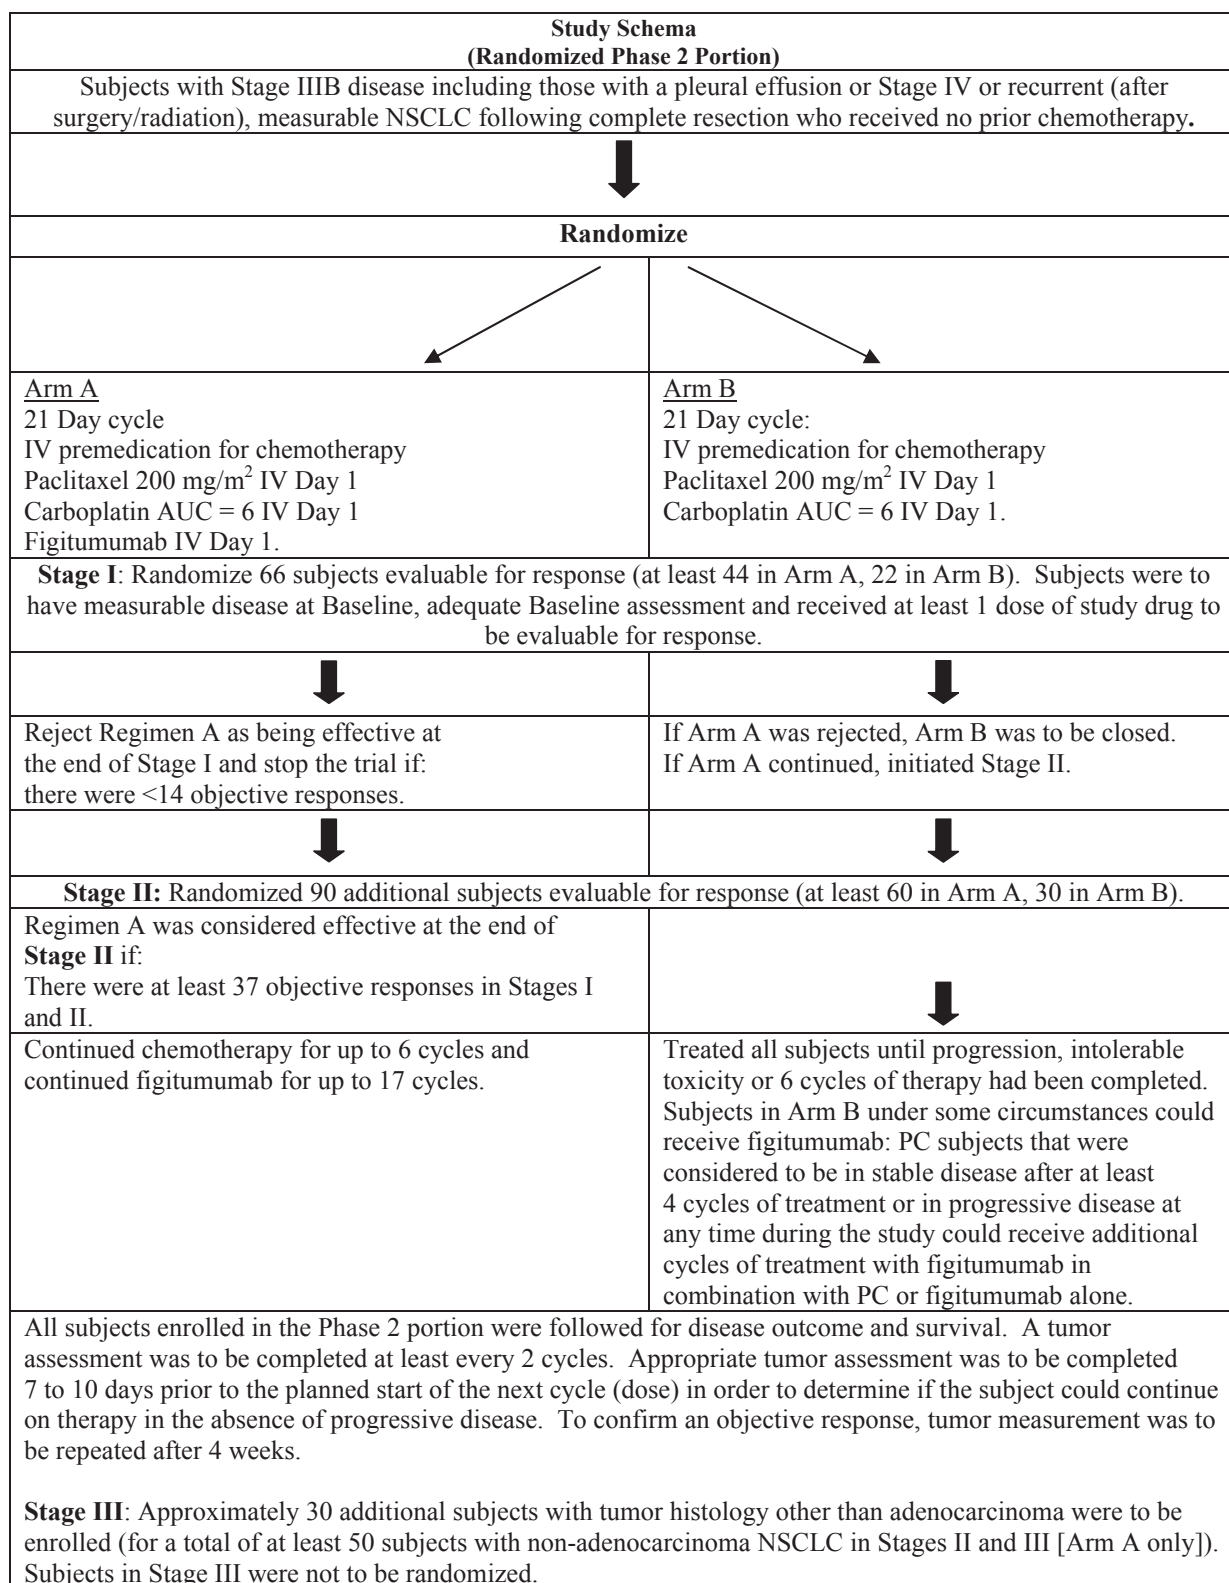 Study Schema
(Randomized Phase 2 Portion)
Subjects with Stage IIIB disease including those with a pleural effusion or Stage IV or recurrent (after
surgery/radiation), measurable NSCLC following complete resection who received no prior chemotherapy.
Randomize
Arm A
21 Day cycle
IV premedication for chemotherapy
Paclitaxel 200 mg/m² IV Day 1
Carboplatin AUC = 6 IV Day 1
Figitumumab IV Day 1.
Arm B
21 Day cycle:
IV premedication for chemotherapy
Paclitaxel 200 mg/m² IV Day 1
Carboplatin AUC = 6 IV Day 1.
Stage I: Randomize 66 subjects evaluable for response (at least 44 in Arm A, 22 in Arm B). Subjects were to
have measurable disease at Baseline, adequate Baseline assessment and received at least 1 dose of study drug to
be evaluable for response.
Reject Regimen A as being effective at
the end of Stage I and stop the trial if:
there were <14 objective responses.
If Arm A was rejected, Arm B was to be closed.
If Arm A continued, initiated Stage II.
Stage II: Randomized 90 additional subjects evaluable for response (at least 60 in Arm A, 30 in Arm B).
Regimen A was considered effective at the end of
Stage II if:
There were at least 37 objective responses in Stages I
and II.
Continued chemotherapy for up to 6 cycles and
continued figitumumab for up to 17 cycles.
Treated all subjects until progression, intolerable
toxicity or 6 cycles of therapy had been completed.
Subjects in Arm B under some circumstances could
receive figitumumab: PC subjects that were
considered to be in stable disease after at least
4 cycles of treatment or in progressive disease at
any time during the study could receive additional
cycles of treatment with figitumumab in
combination with PC or figitumumab alone.
All subjects enrolled in the Phase 2 portion were followed for disease outcome and survival. A tumor
assessment was to be completed at least every 2 cycles. Appropriate tumor assessment was to be completed
7 to 10 days prior to the planned start of the next cycle (dose) in order to determine if the subject could continue
on therapy in the absence of progressive disease. To confirm an objective response, tumor measurement was to
be repeated after 4 weeks.
Stage III: Approximately 30 additional subjects with tumor histology other than adenocarcinoma were to be
enrolled (for a total of at least 50 subjects with non-adenocarcinoma NSCLC in Stages II and III [Arm A only]).
Subjects in Stage III were not to be randomized.